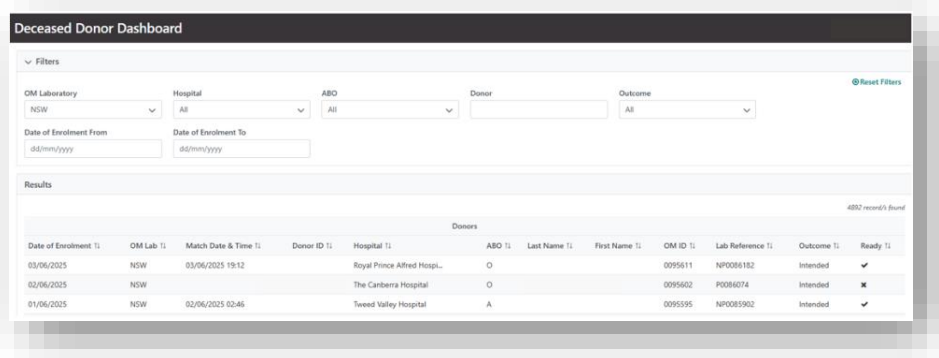 Deceased Donor Dashboard
Filters
Reset Filters
OM Laboratory Hospital ABO Donor Outcome
NSW All All All
Date of Enrolment From Date of Enrolment To
dd/mm/yyyy dd/mm/yyyy
Results
4892 record/s found
Donors
Date of Enrolment OM Lab Match Date & Time Donor ID Hospital ABO Last Name First Name OM ID Lab Reference Outcome Ready
03/06/2025 NSW 03/06/2025 19:12 Royal Prince Alfred Hospi... O 0095611 NP0086182 Intended ✔
02/06/2025 NSW The Canberra Hospital O 0095602 P0086074 Intended ✖
01/06/2025 NSW 02/06/2025 02:46 Tweed Valley Hospital A 0095595 NP0085902 Intended ✔